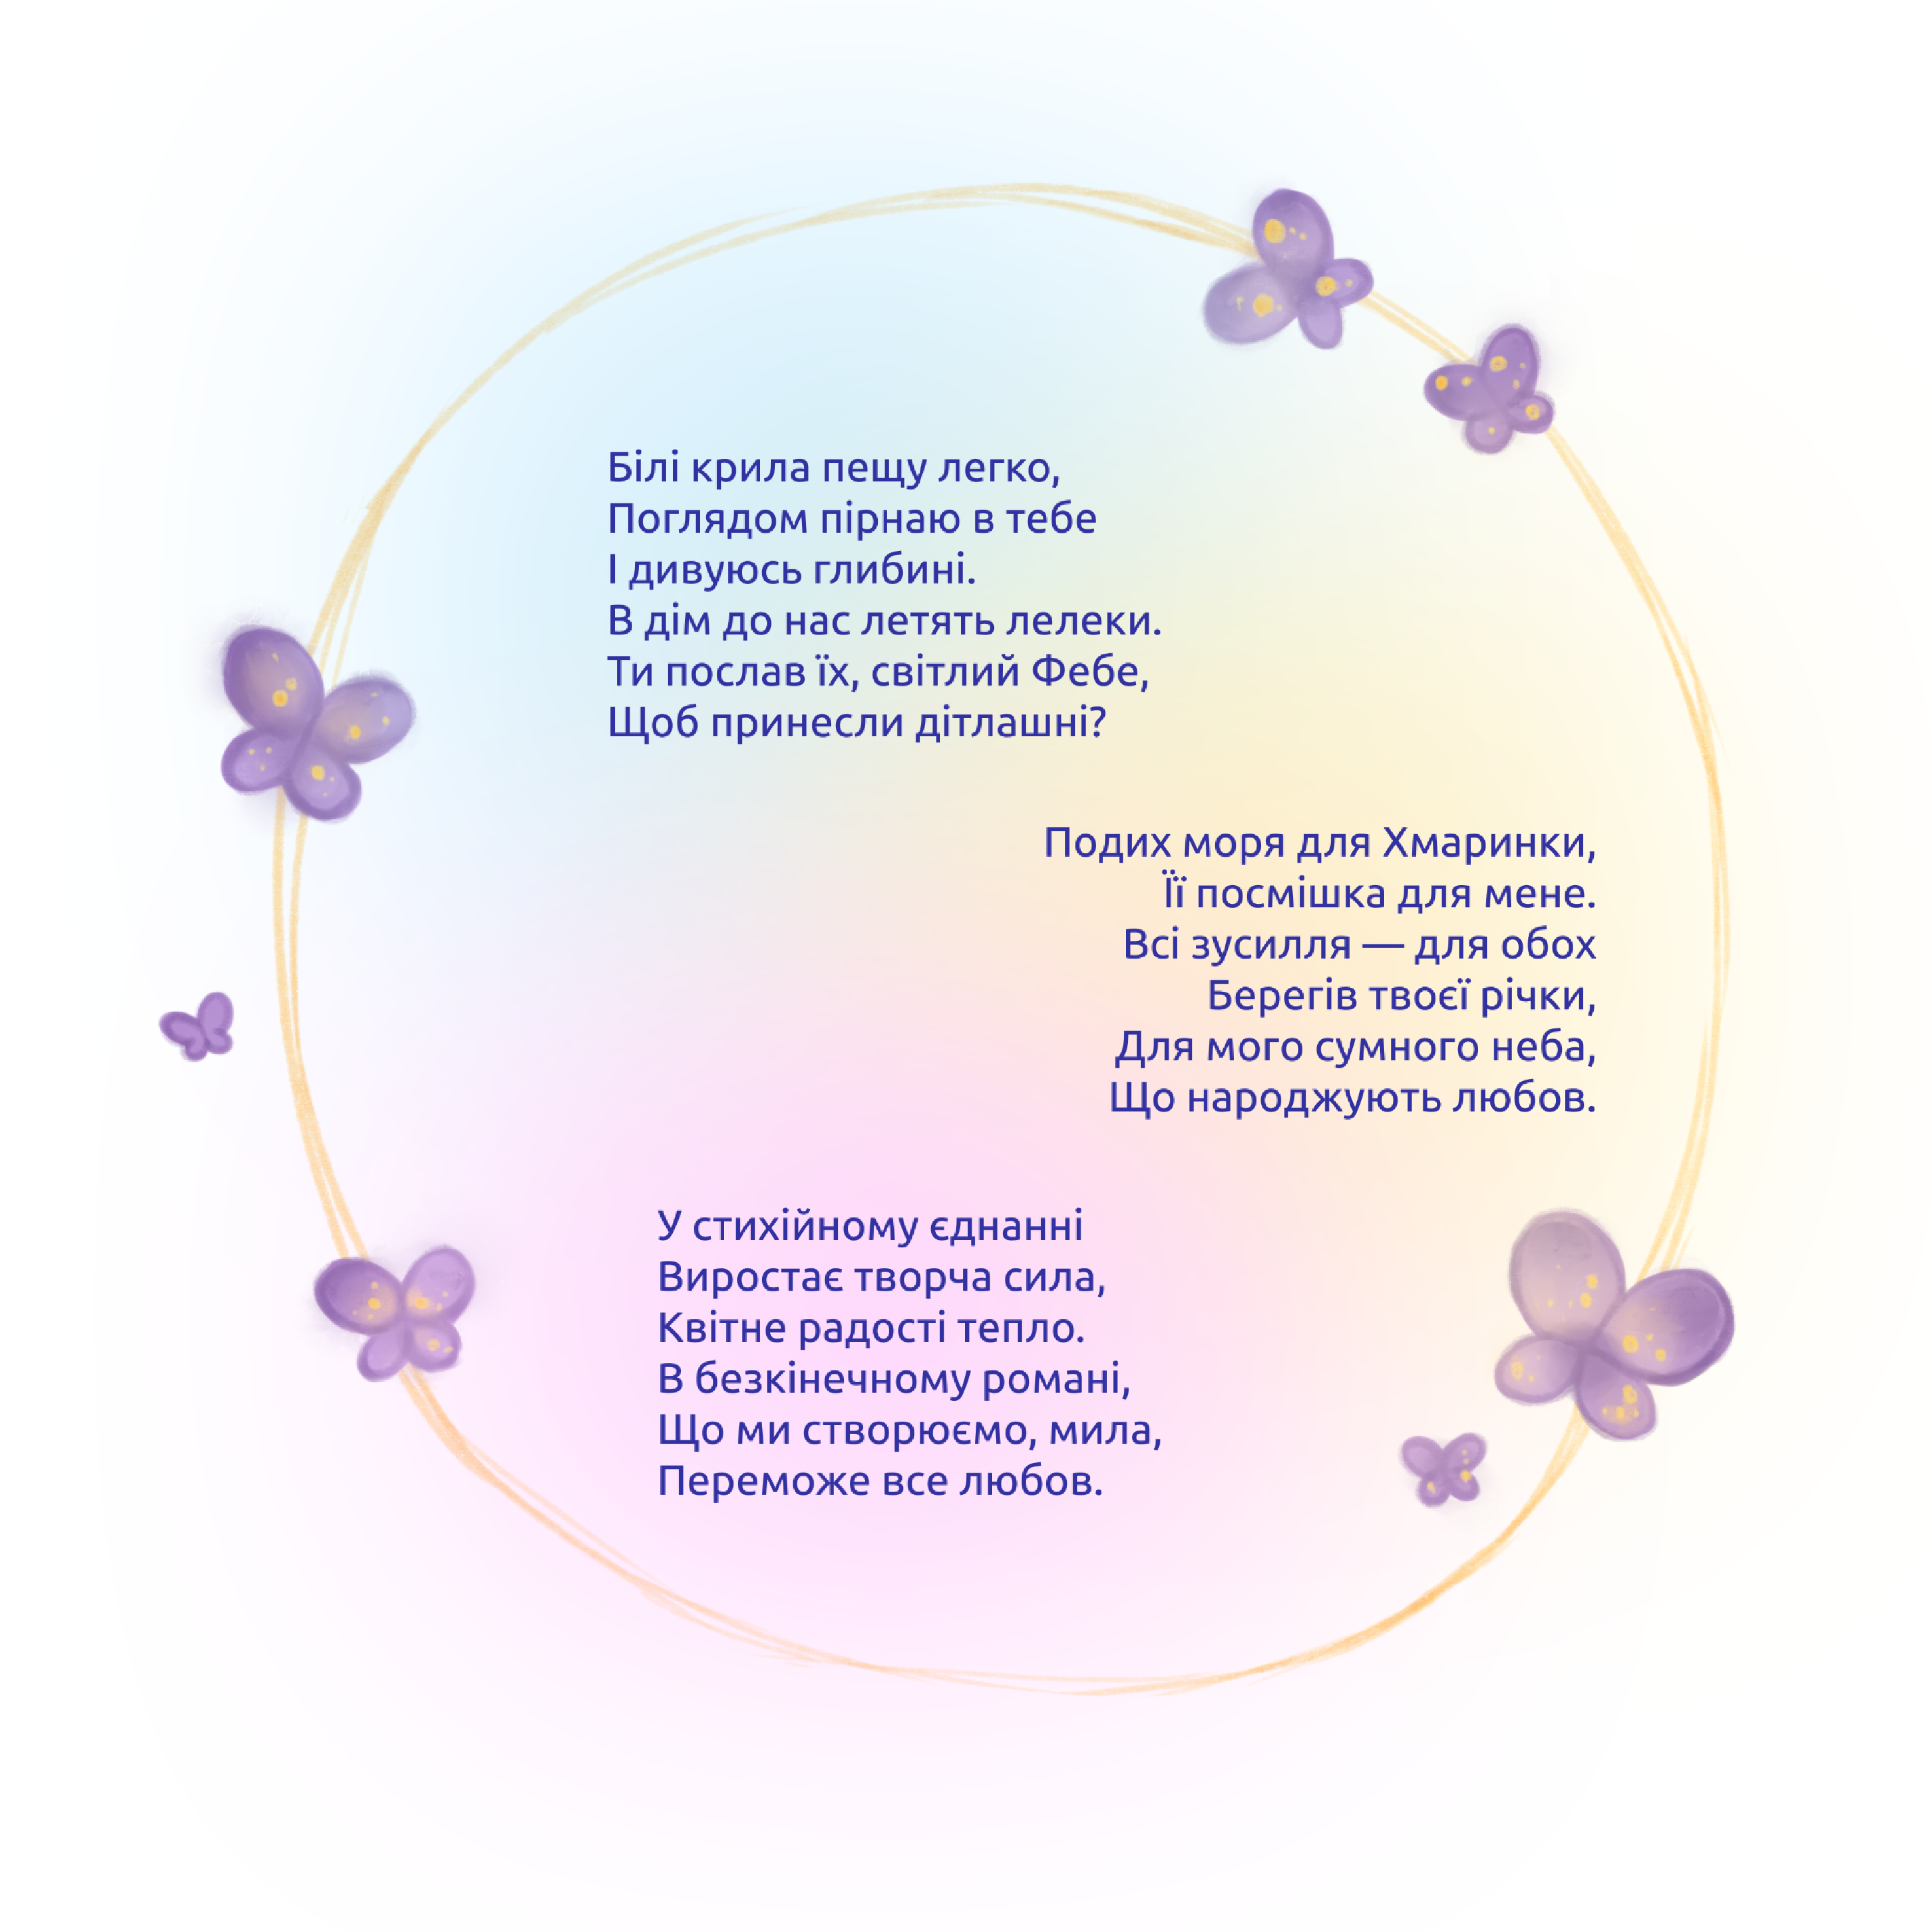 Білі крила пещу легко,
Поглядом пірнаю в тебе
І дивуюсь глибині.
В дім до нас летять лелеки.
Ти послав їх, світлий Фебе,
Щоб принесли дітлашні?
Подих моря для Хмаринки,
Її посмішка для мене.
Всі зусилля — для обох
Берегів твоєї річки,
Для мого сумного неба,
Що народжують любов.
У стихійному єднанні
Виростає творча сила,
Квітне радості тепло.
В безкінечному романі,
Що ми створюємо, мила,
Переможе все любов.